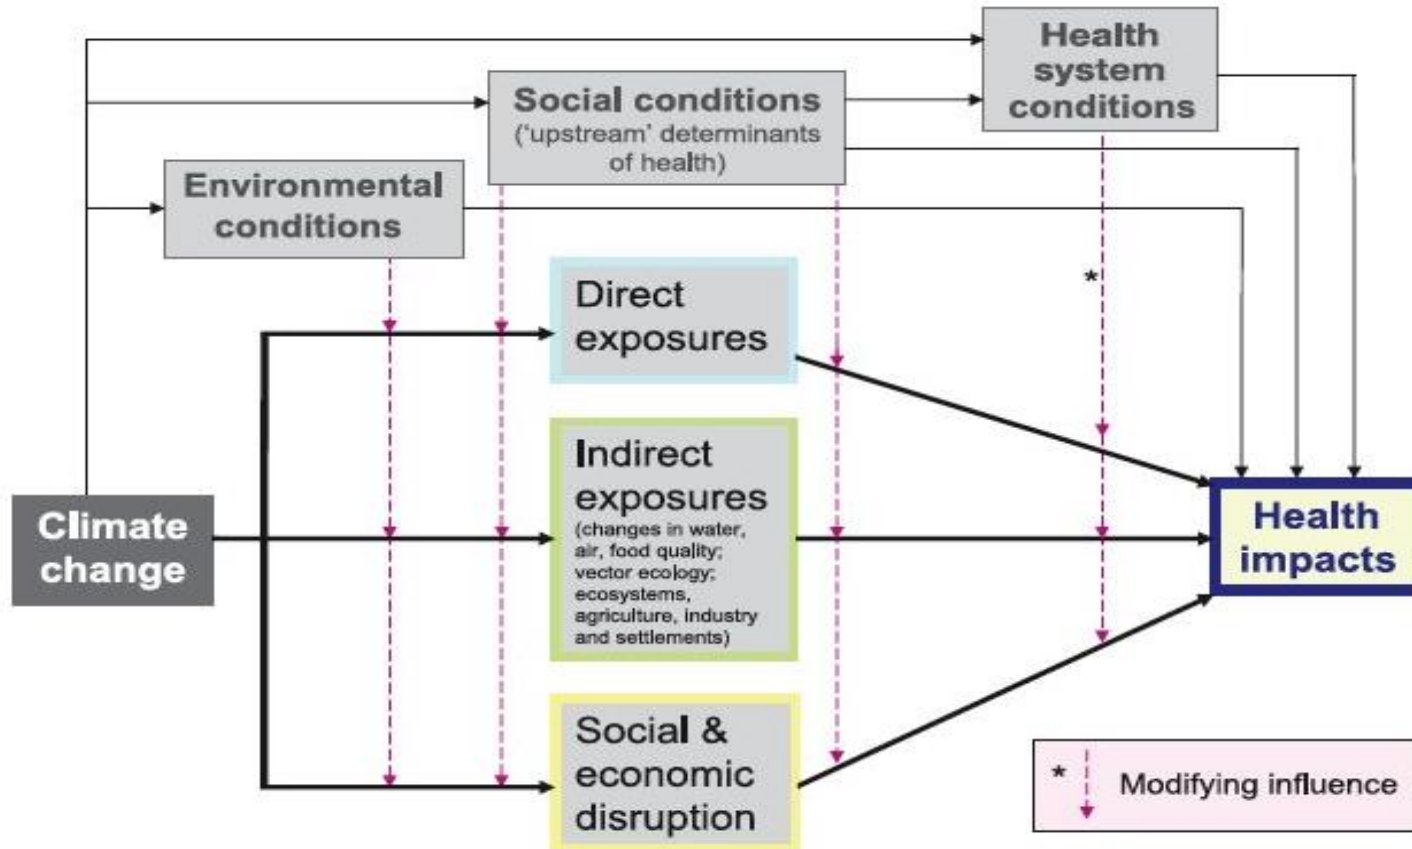 Health
system
conditions
Social conditions
(‘upstream’ determinants
of health)
Environmental
conditions
Direct
exposures
*
Indirect
exposures
(changes in water,
air, food quality;
vector ecology;
ecosystems,
agriculture, industry
and settlements)
Climate
change
Health
impacts
Social &
economic
disruption
* Modifying influence